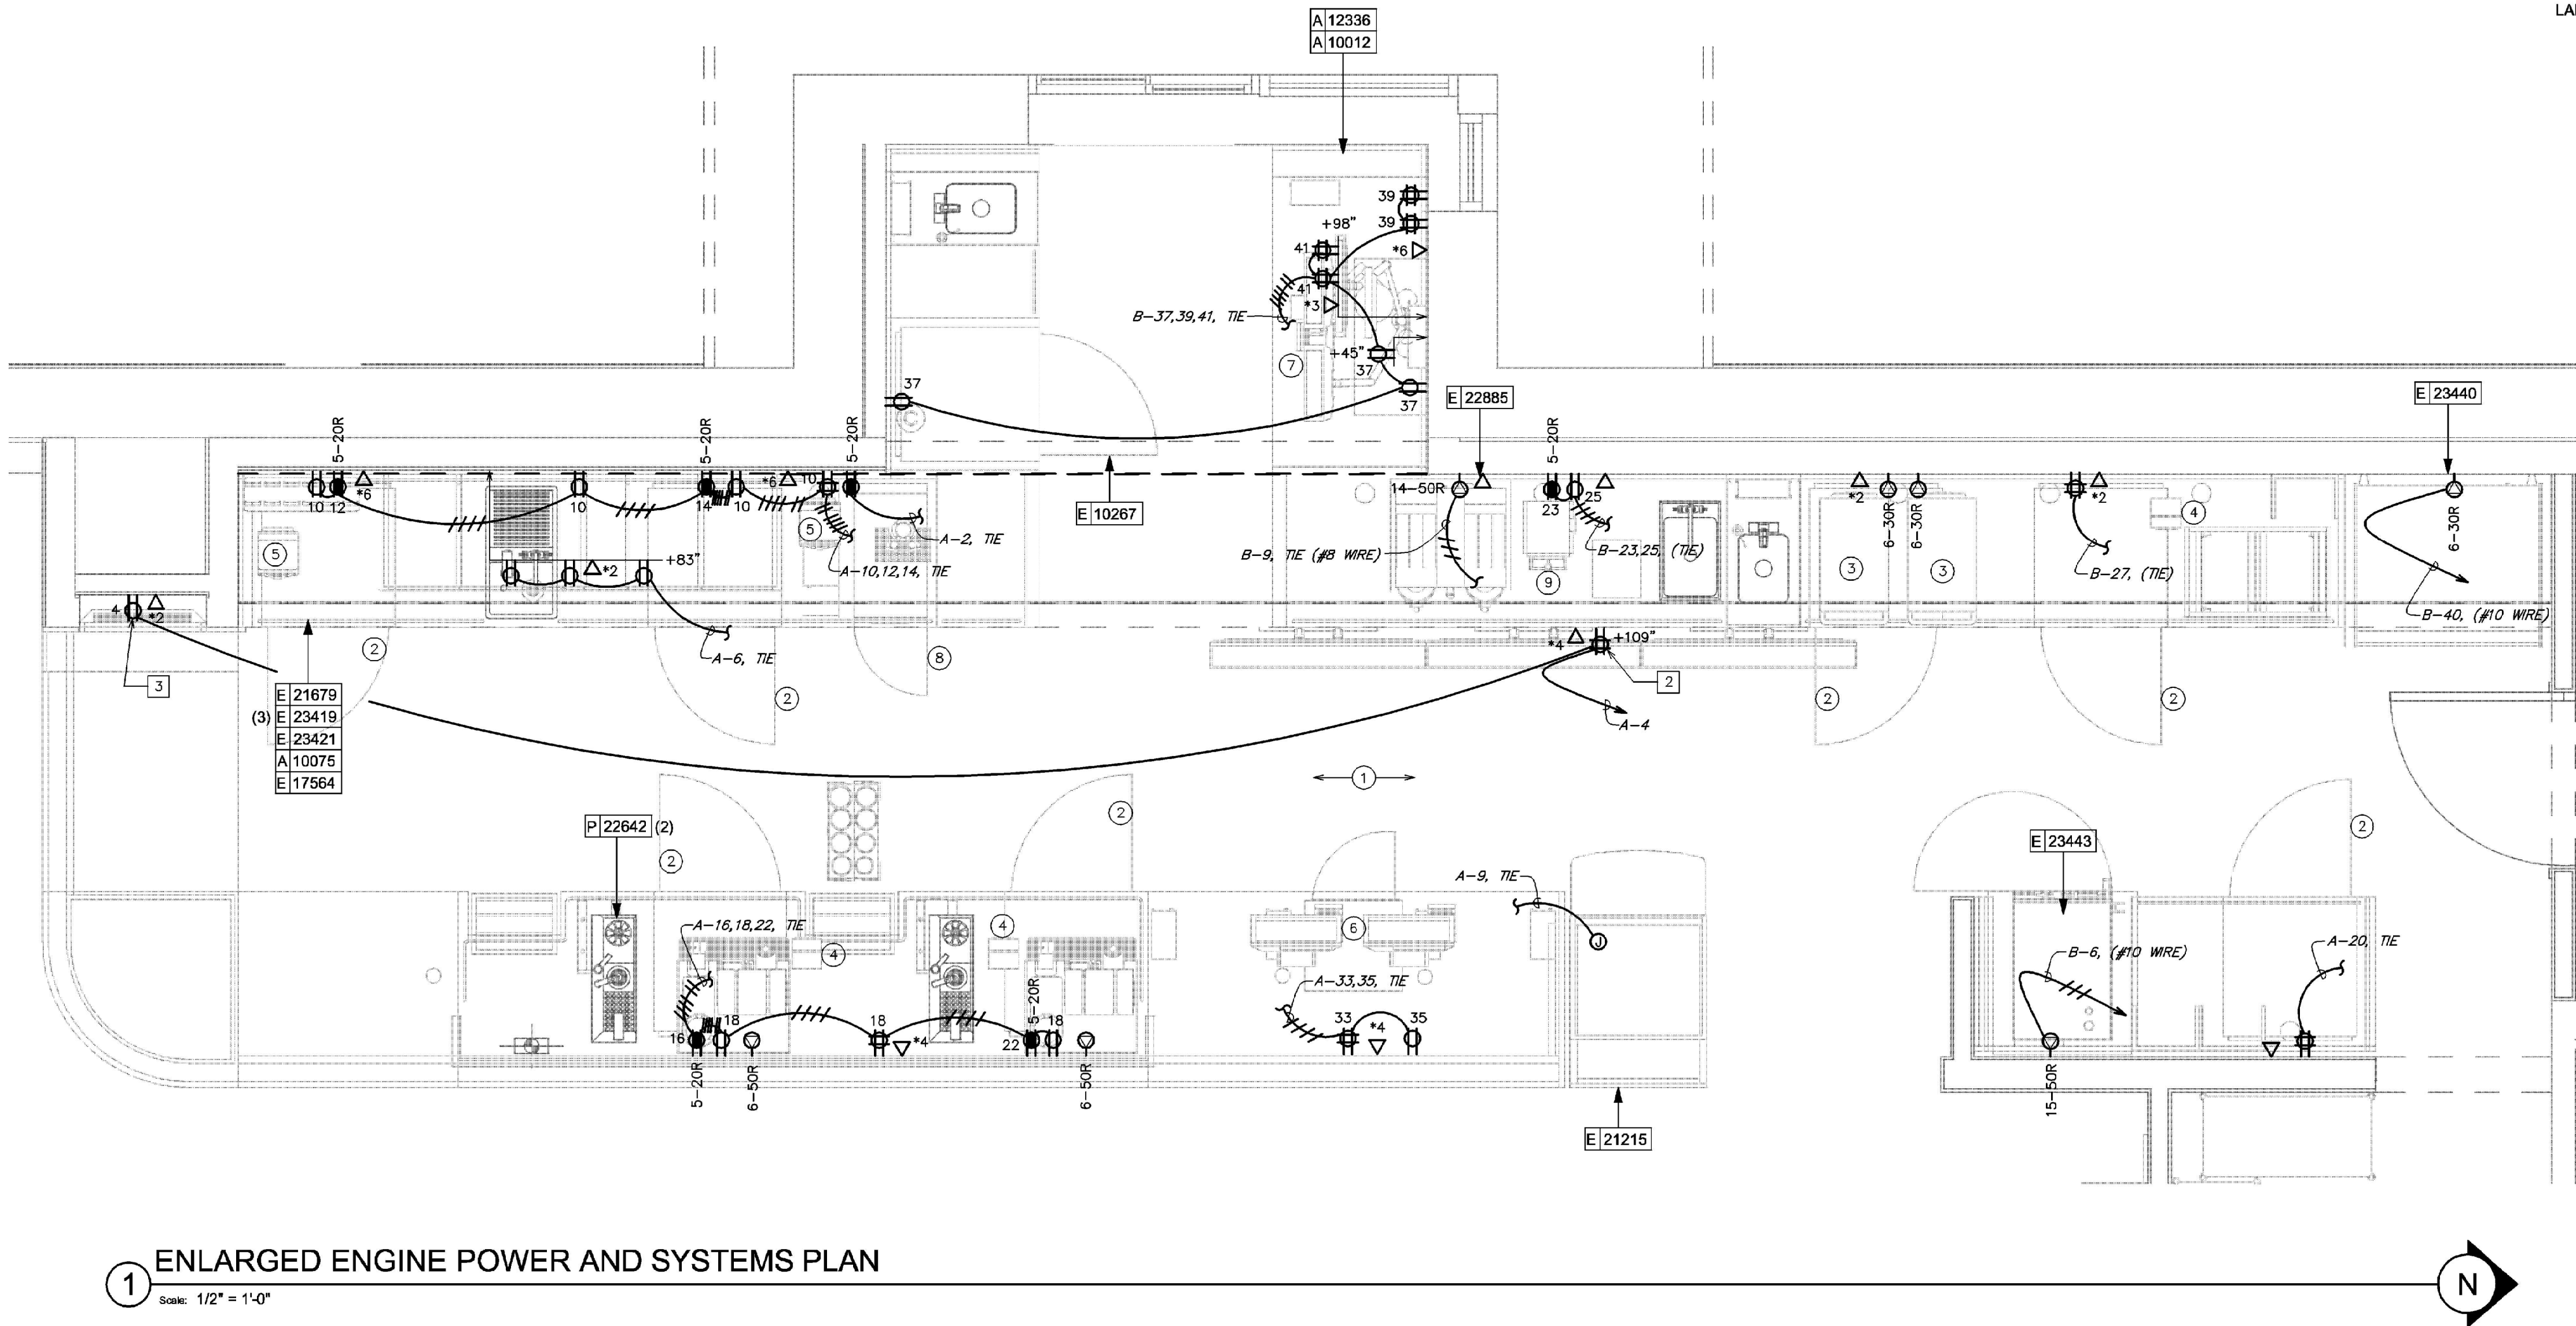 LAI
A 12336
A 10012
39
39
+98"
41
*6
41
*3
B-37,39,41, TIE
7
+45"
37
37
37
E 22885
E 23440
5-20R
5-20R
5-20R
5-20R
*6
*6
10
14-50R
*2
*2
10 12
10
14
10
23
25
6-30R
6-30R
6-30R
E 10267
4
5
5
A-2, TIE
B-9, TIE (#8 WIRE)
B-23,25, (TIE)
+83"
*2
A-10,12,14, TIE
9
3
3
B-27, (TIE)
4
*2
B-40, (#10 WIRE)
*4
+109"
2
A-6, TIE
8
3
2
2
2
2
E 21679
(3) E 23419
E 23421
A 10075
E 17564
A-4
1
2
P 22642 (2)
2
2
E 23443
A-9, TIE
A-16,18,22, TIE
4
4
6
J
A-20, TIE
B-6, (#10 WIRE)
A-33,35, TIE
5-20R
18
18
18
33
*4
35
16
*4
22
5-20R
6-50R
6-50R
15-50R
E 21215
1
ENLARGED ENGINE POWER AND SYSTEMS PLAN
Scale: 1/2" = 1'-0"
N